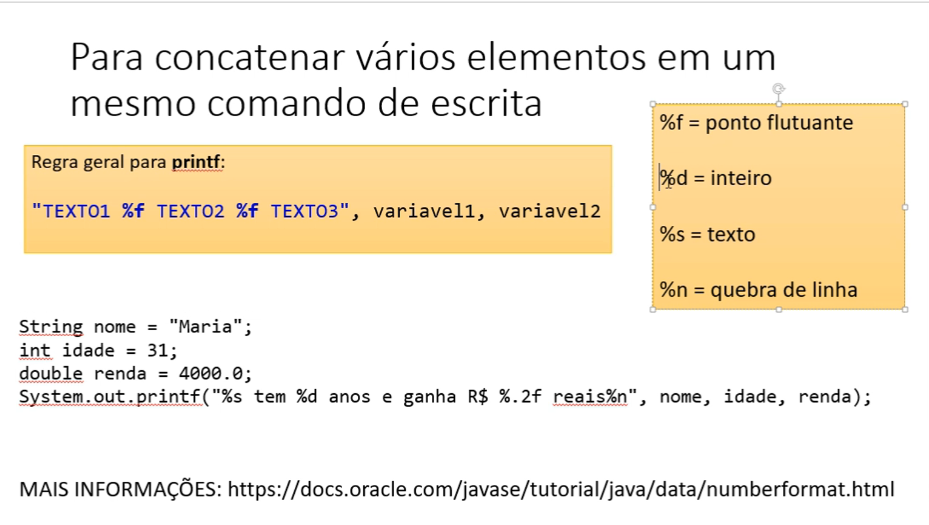 Para concatenar vários elementos em um
mesmo comando de escrita
Regra geral para printf:
"TEXTO1 %f TEXTO2 %f TEXTO3", variavel1, variavel2
%f = ponto flutuante
%d = inteiro
%s = texto
%n = quebra de linha
String nome = "Maria";
int idade = 31;
double renda = 4000.0;
System.out.printf("%s tem %d anos e ganha R$ %.2f reais%n", nome, idade, renda);
MAIS INFORMAÇÕES: https://docs.oracle.com/javase/tutorial/java/data/numberformat.html